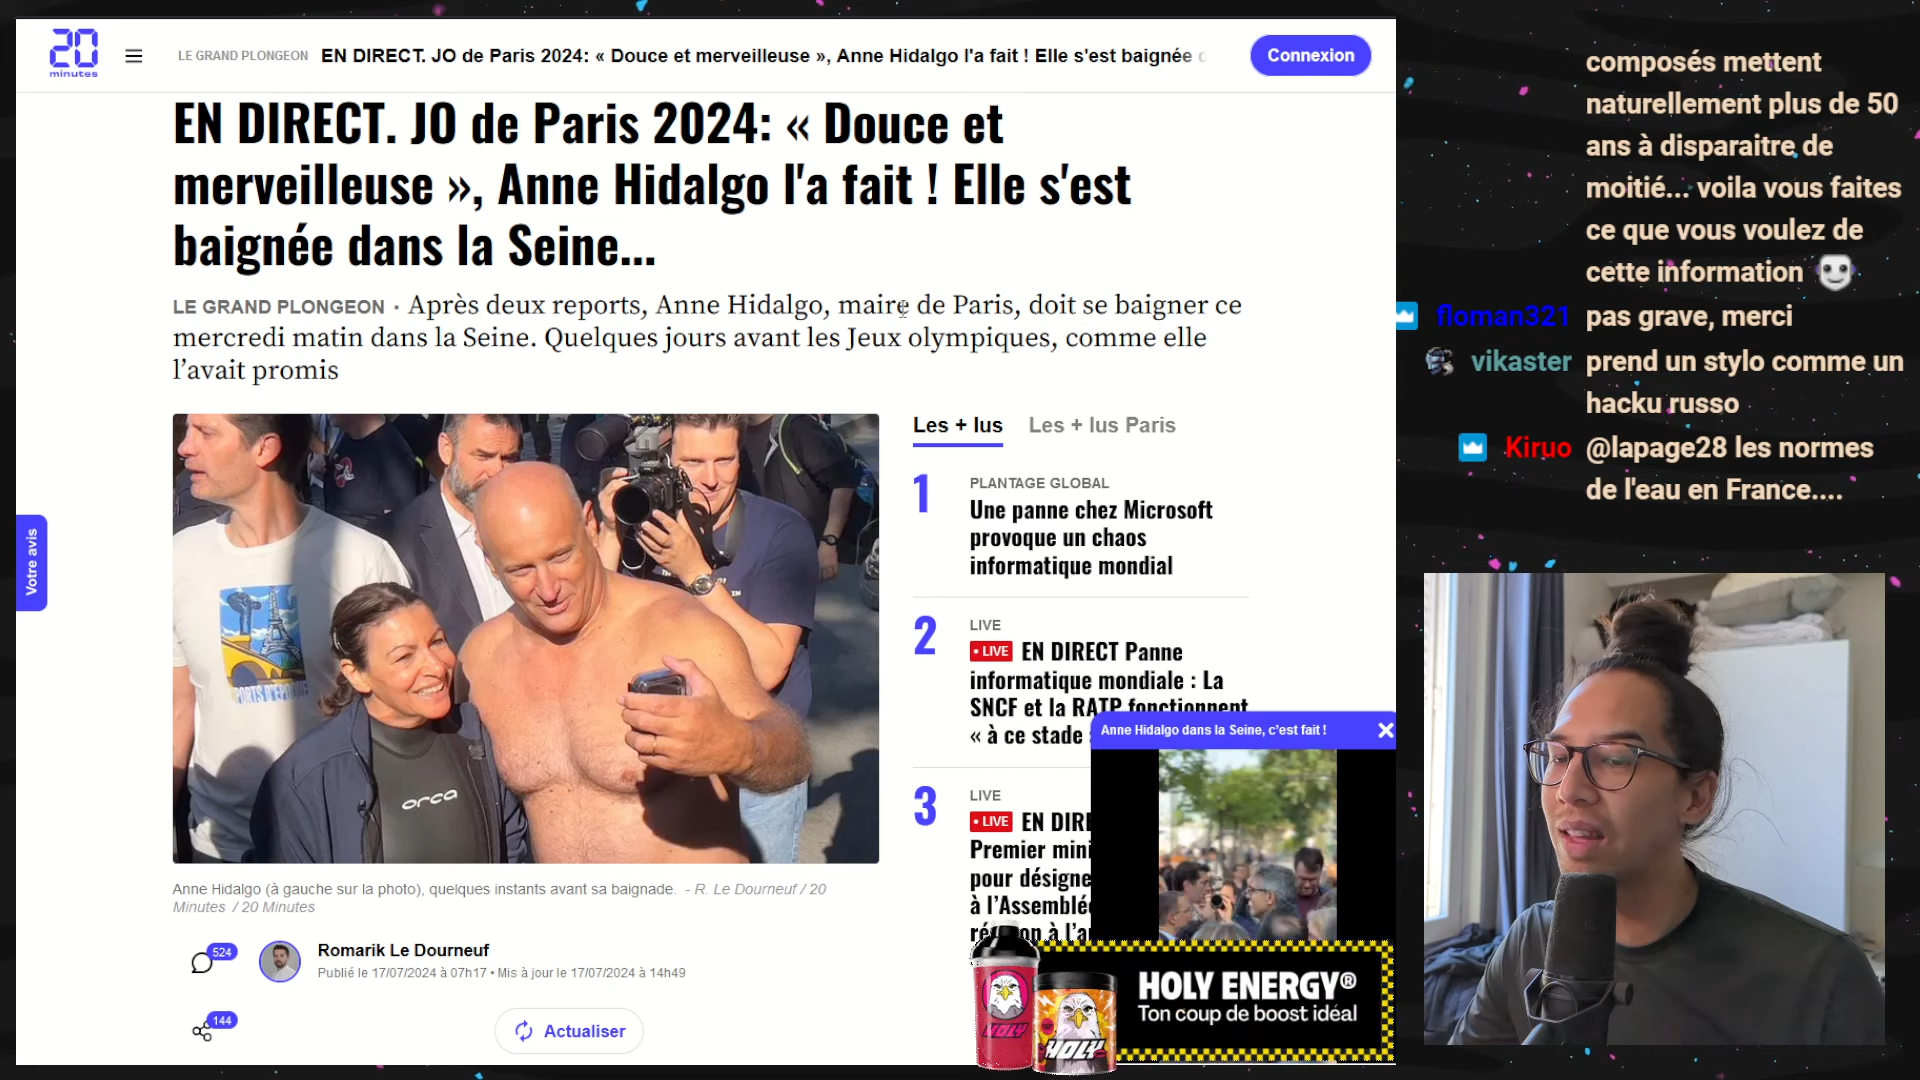 20
minutes
LE GRAND PLONGEON
EN DIRECT. JO de Paris 2024: « Douce et merveilleuse », Anne Hidalgo l'a fait ! Elle s'est baignée
Connexion
EN DIRECT. JO de Paris 2024: « Douce et
merveilleuse », Anne Hidalgo l'a fait ! Elle s'est
baignée dans la Seine...
LE GRAND PLONGEON · Après deux reports, Anne Hidalgo, maire de Paris, doit se baigner ce
mercredi matin dans la Seine. Quelques jours avant les Jeux olympiques, comme elle
l’avait promis
Votre avis
orca
Anne Hidalgo (à gauche sur la photo), quelques instants avant sa baignade. - R. Le Dourneuf / 20
Minutes / 20 Minutes
524
Romarik Le Dourneuf
Publié le 17/07/2024 à 07h17 • Mis à jour le 17/07/2024 à 14h49
144
Actualiser
Les + lus
Les + lus Paris
1
PLANTAGE GLOBAL
Une panne chez Microsoft
provoque un chaos
informatique mondial
2
LIVE
• LIVE EN DIRECT Panne
informatique mondiale : La
SNCF et la RATP fonctionnent
« à ce stade
3
LIVE
• LIVE EN DIRE
Premier mini
pour désigne
à l’Assemblé
Anne Hidalgo dans la Seine, c'est fait !
HOLY
HOLY
HOLY ENERGY®
Ton coup de boost idéal
composés mettent
naturellement plus de 50
ans à disparaitre de
moitié... voila vous faites
ce que vous voulez de
cette information
floman321 pas grave, merci
vikaster prend un stylo comme un
hacku russo
Kiruo @lapage28 les normes
de l'eau en France....